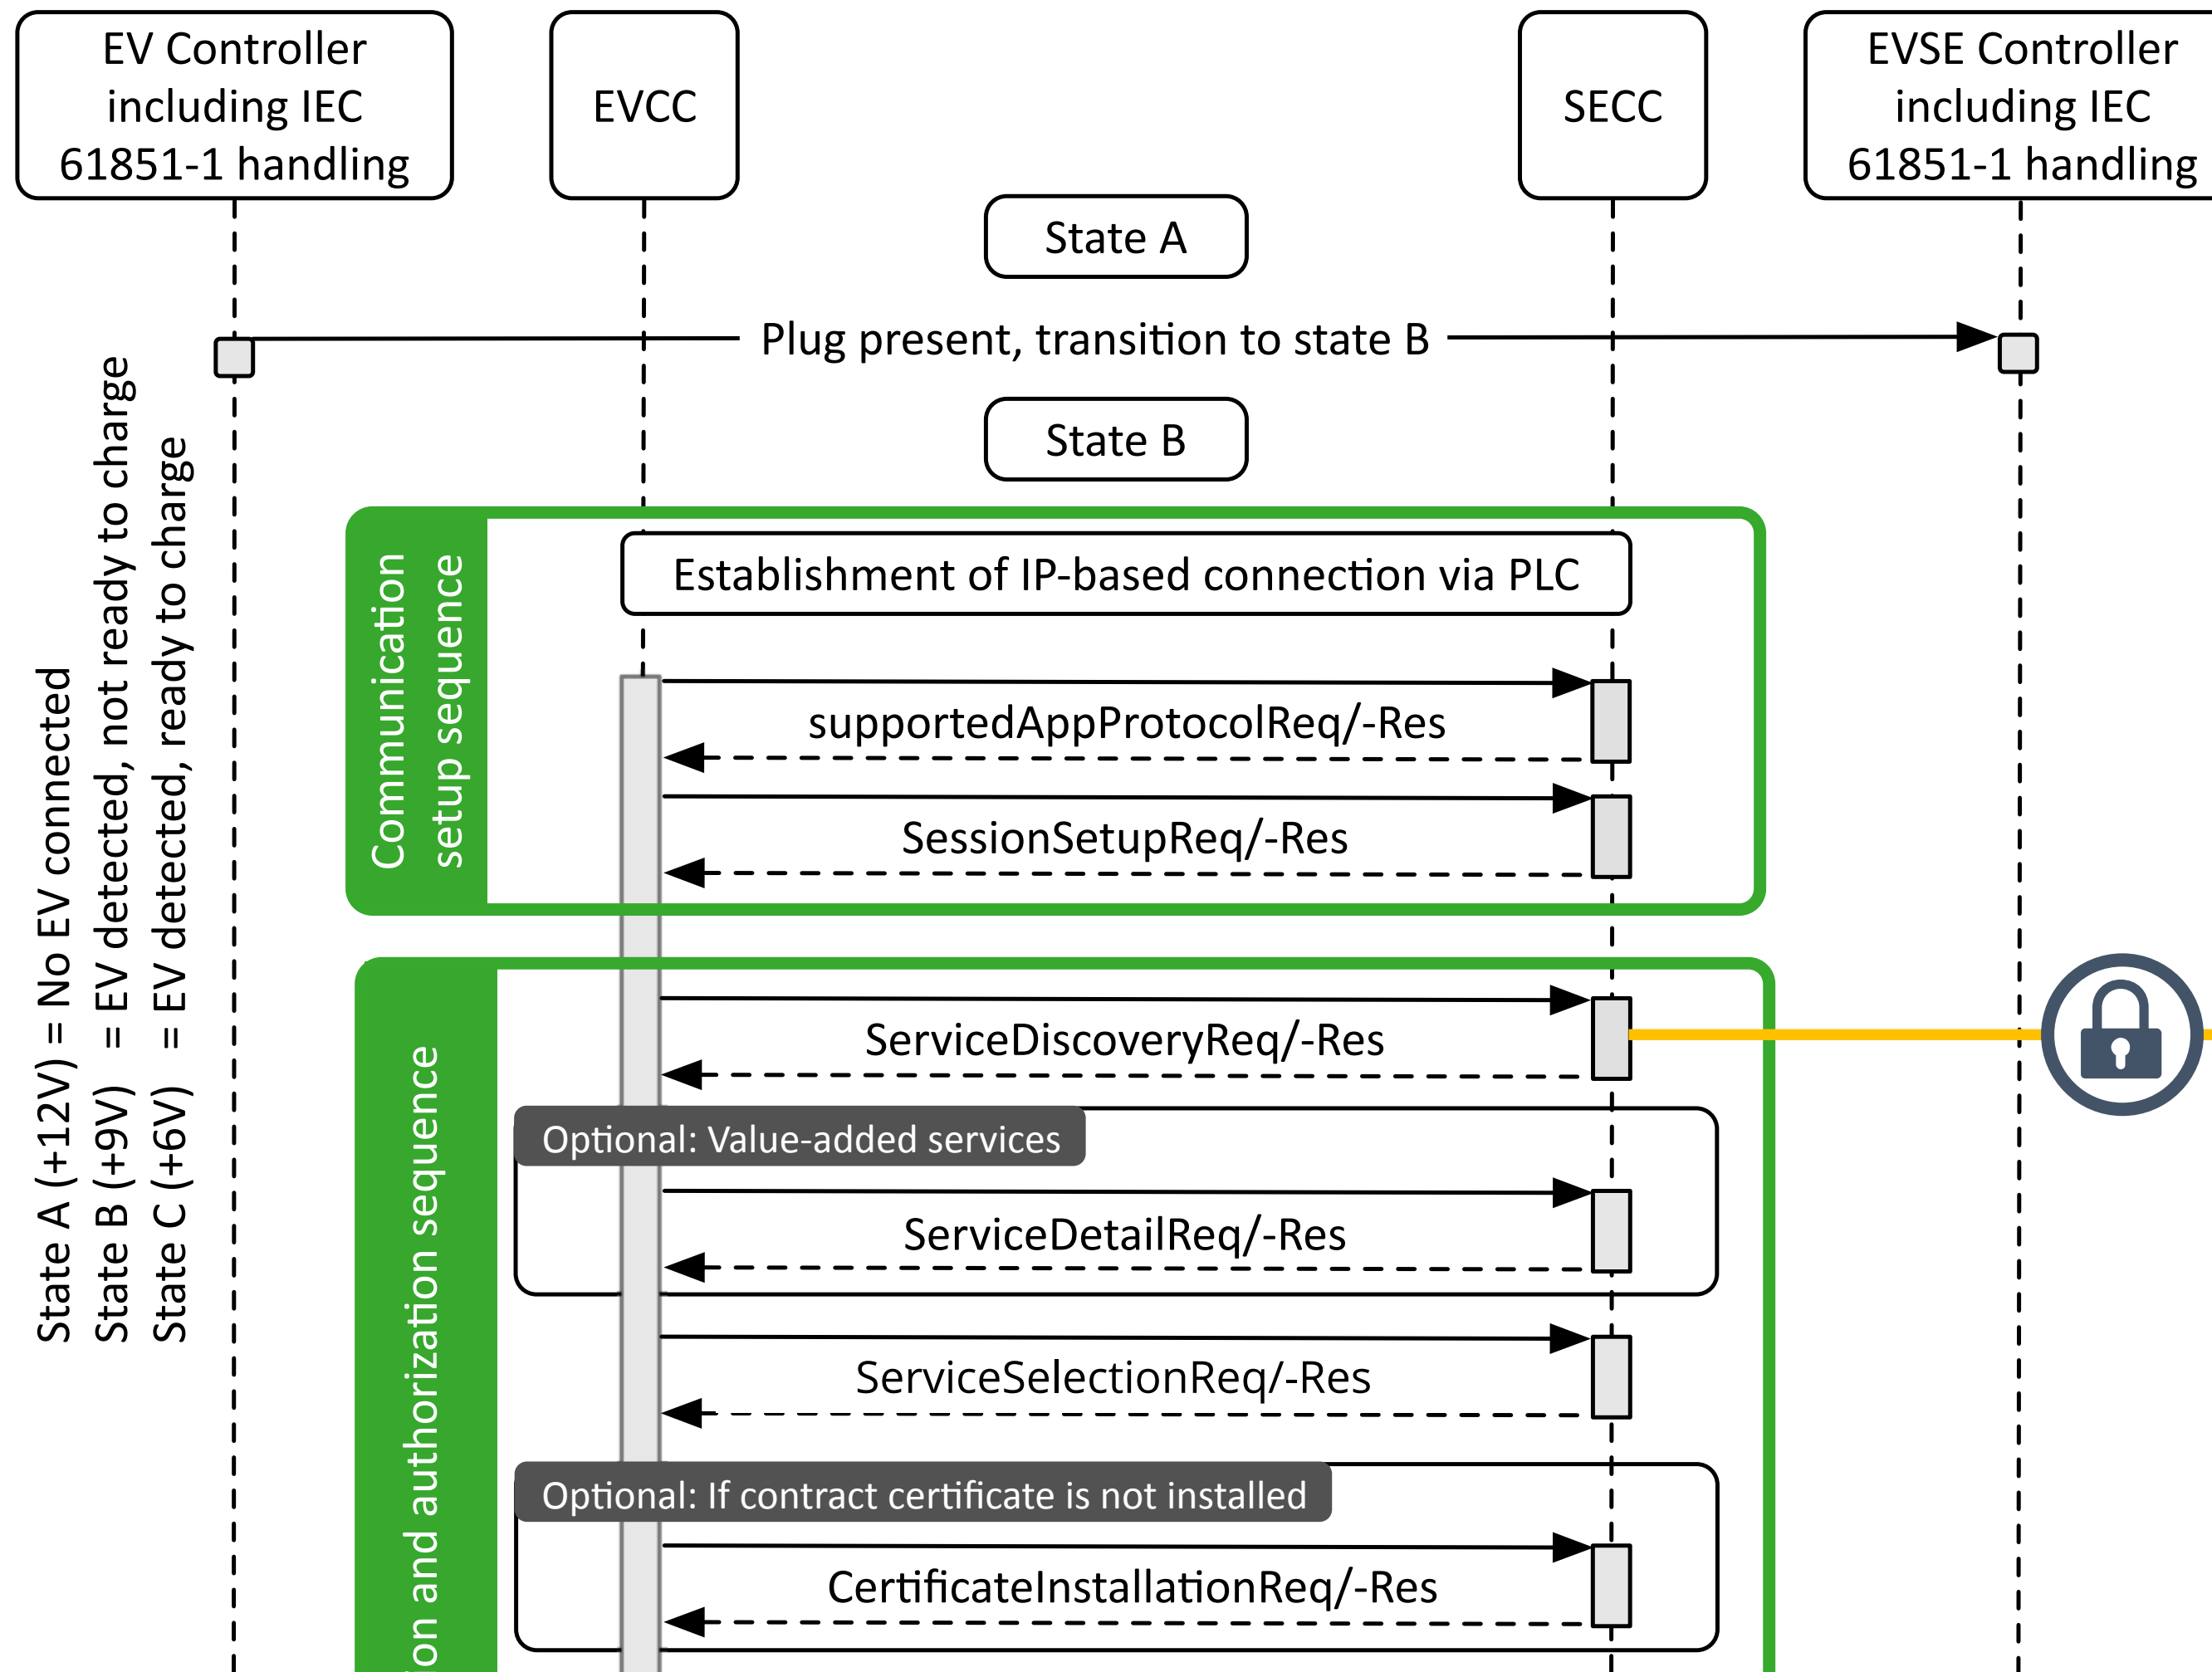 EV Controller
including IEC
61851-1 handling
EVCC
SECC
EVSE Controller
including IEC
61851-1 handling
State A
Plug present, transition to state B
State B
State A (+12V) = No EV connected
State B (+9V) = EV detected, not ready to charge
State C (+6V) = EV detected, ready to charge
Communication
setup sequence
Establishment of IP-based connection via PLC
supportedAppProtocolReq/-Res
SessionSetupReq/-Res
and authorization sequence
ServiceDiscoveryReq/-Res
Optional: Value-added services
ServiceDetailReq/-Res
ServiceSelectionReq/-Res
Optional: If contract certificate is not installed
CertificateInstallationReq/-Res